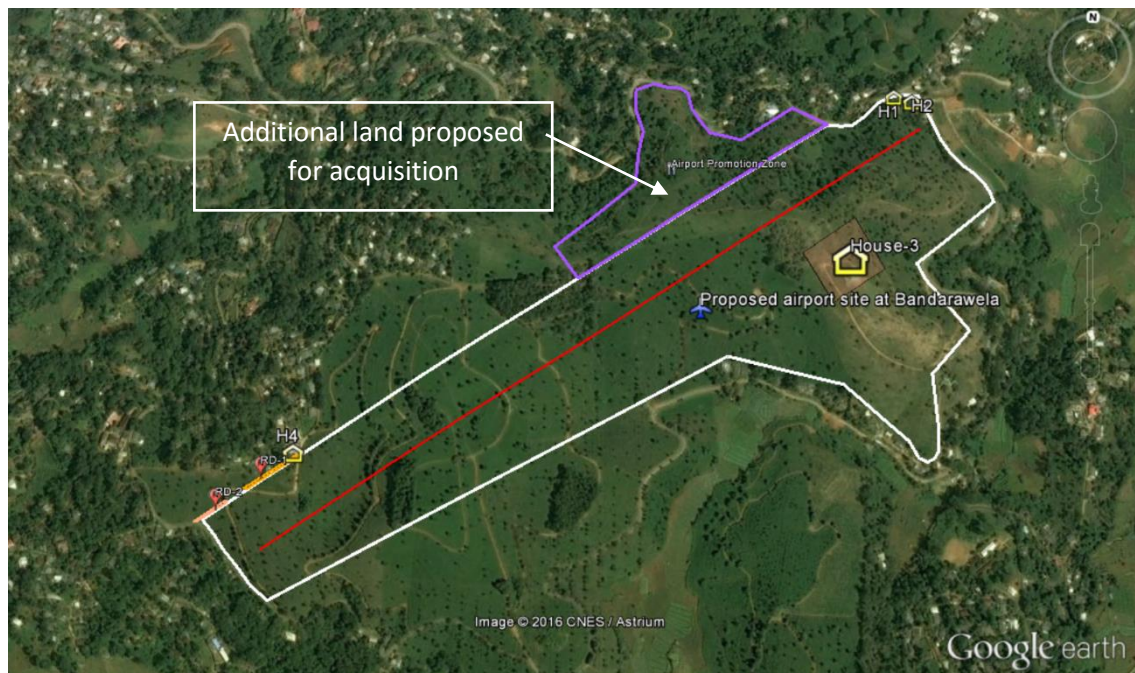 N
Additional land proposed
for acquisition
H1
H2
Airport Promotion Zone
House-3
Proposed airport site at Bandarawela
H4
RD-1
RD-2
Image © 2016 CNES / Astrium
Google earth